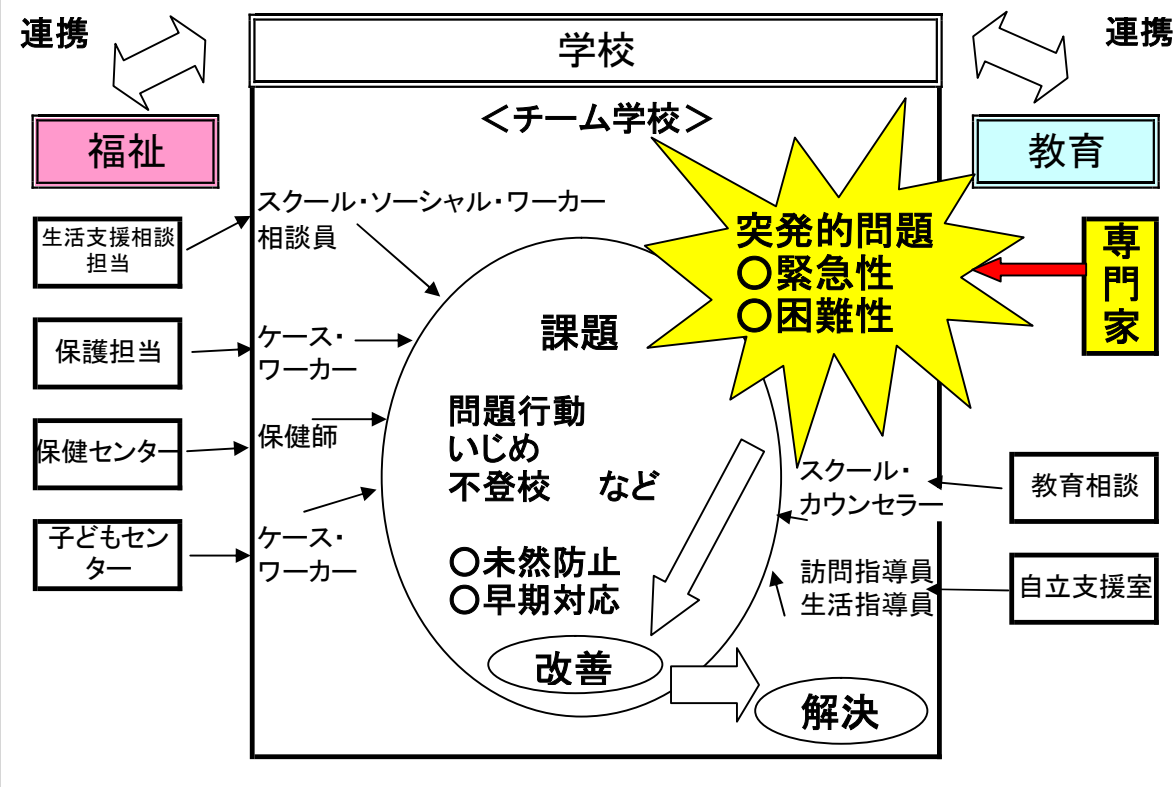 連携
学校
連携
＜チーム学校＞
福祉
教育
生活支援相談
担当
スクール・ソーシャル・ワーカー
相談員
突発的問題
○緊急性
○困難性
専
門
家
保護担当
ケース・
ワーカー
課題
問題行動
いじめ
不登校　など
保健センター
保健師
スクール・
カウンセラー
教育相談
子どもセン
ター
ケース・
ワーカー
○未然防止
○早期対応
訪問指導員
生活指導員
自立支援室
改善
解決